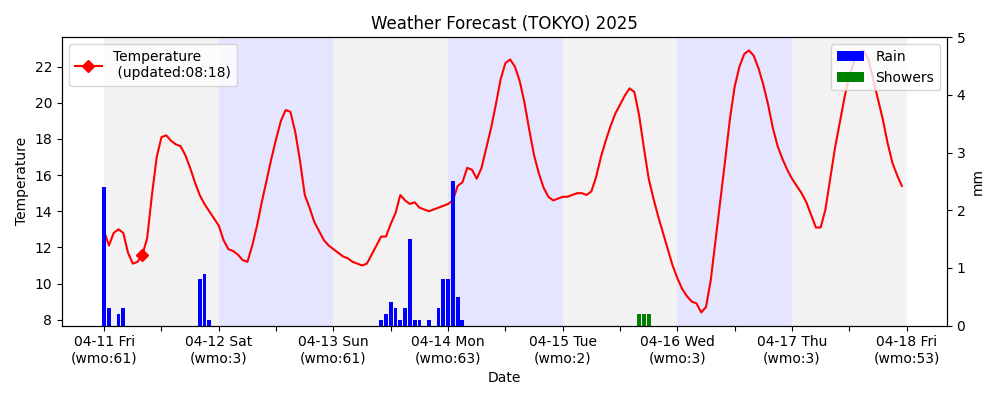 Weather Forecast (TOKYO) 2025
Temperature
(updated:08:18)
Rain
Showers
Temperature
22
20
18
16
14
12
10
8
5
4
3
2
1
0
mm
04-11 Fri
(wmo:61)
04-12 Sat
(wmo:3)
04-13 Sun
(wmo:61)
04-14 Mon
(wmo:63)
04-15 Tue
(wmo:2)
04-16 Wed
(wmo:3)
04-17 Thu
(wmo:3)
04-18 Fri
(wmo:53)
Date